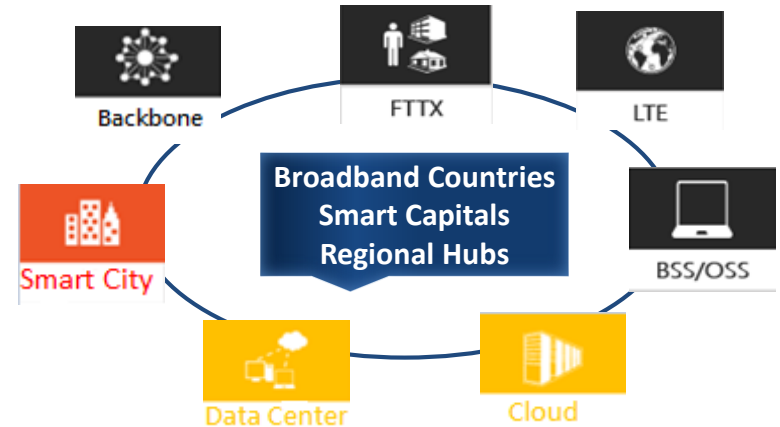 Backbone
FTTX
LTE
Broadband Countries
Smart Capitals
Regional Hubs
Smart City
BSS/OSS
Data Center
Cloud